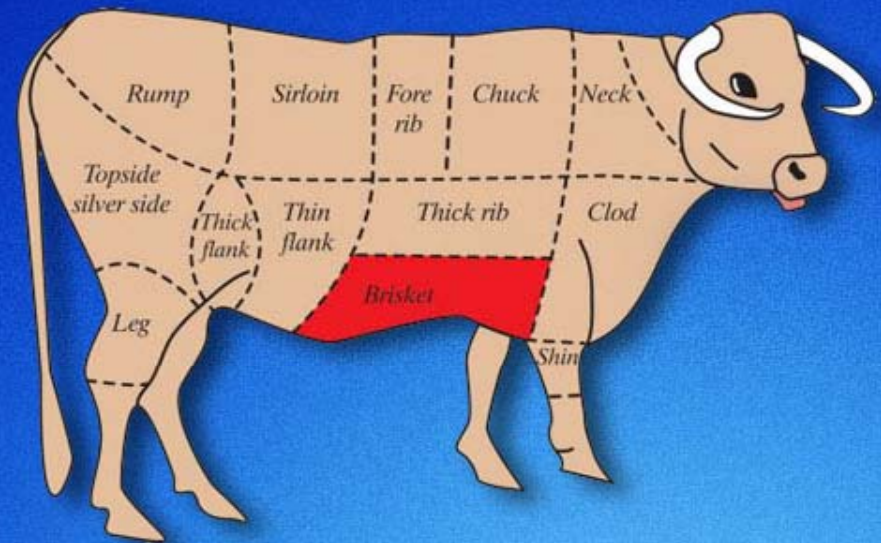 Rump
Sirloin
Fore
rib
Chuck
Neck
Topside
silver side
Thick
flank
Thin
flank
Thick rib
Clod
Brisket
Leg
Shin